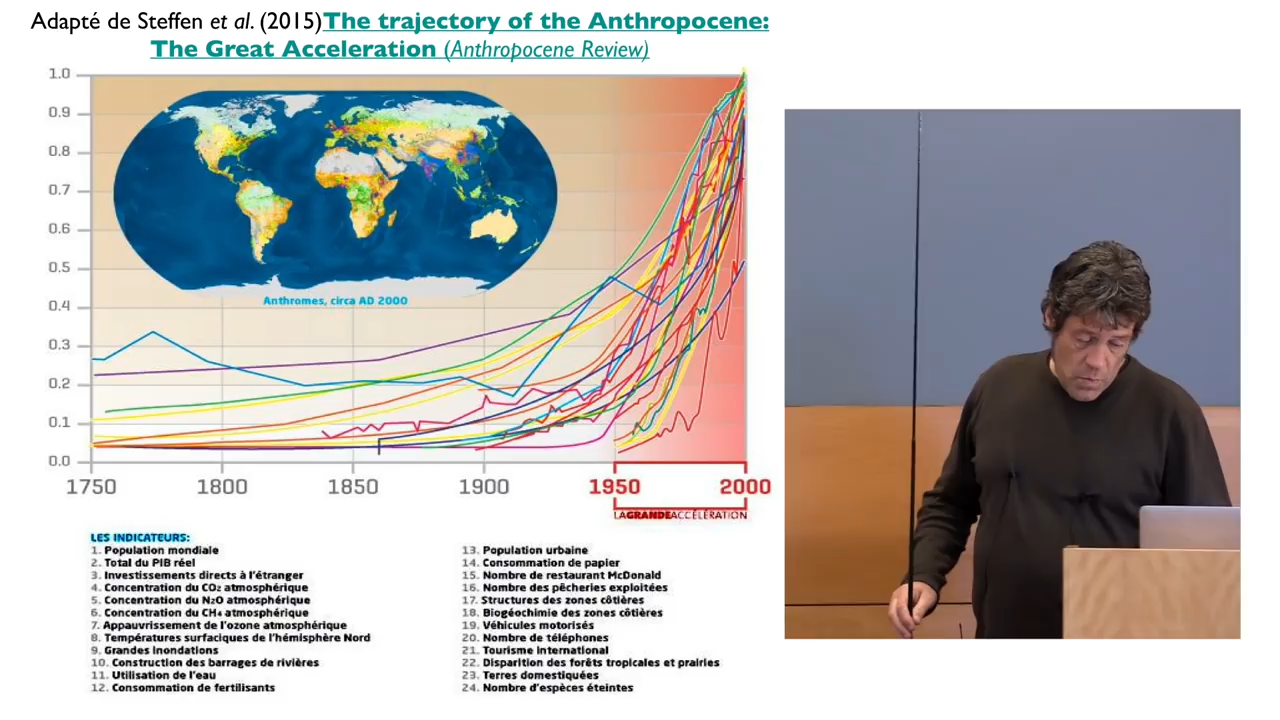 Adapté de Steffen et al. (2015)The trajectory of the Anthropocene:
The Great Acceleration (Anthropocene Review)
1.0
0.9
0.8
0.7
0.6
0.5
0.4
0.3
0.2
0.1
0.0
Anthromes, circa AD 2000
1750 1800 1850 1900 1950 2000
LAGRANDEACCÉLÉRATION
LES INDICATEURS:
1. Population mondiale
2. Total du PIB réel
3. Investissements directs à l'étranger
4. Concentration du CO₂ atmosphérique
5. Concentration du N₂O atmosphérique
6. Concentration du CH₄ atmosphérique
7. Appauvrissement de l'ozone atmosphérique
8. Températures surfaciques de l'hémisphère Nord
9. Grandes inondations
10. Construction des barrages de rivières
11. Utilisation de l'eau
12. Consommation de fertilisants
13. Population urbaine
14. Consommation de papier
15. Nombre de restaurant McDonald
16. Nombre des pêcheries exploitées
17. Structures des zones côtières
18. Biogéochimie des zones côtières
19. Véhicules motorisés
20. Nombre de téléphones
21. Tourisme international
22. Disparition des forêts tropicales et prairies
23. Terres domestiquées
24. Nombre d'espèces éteintes